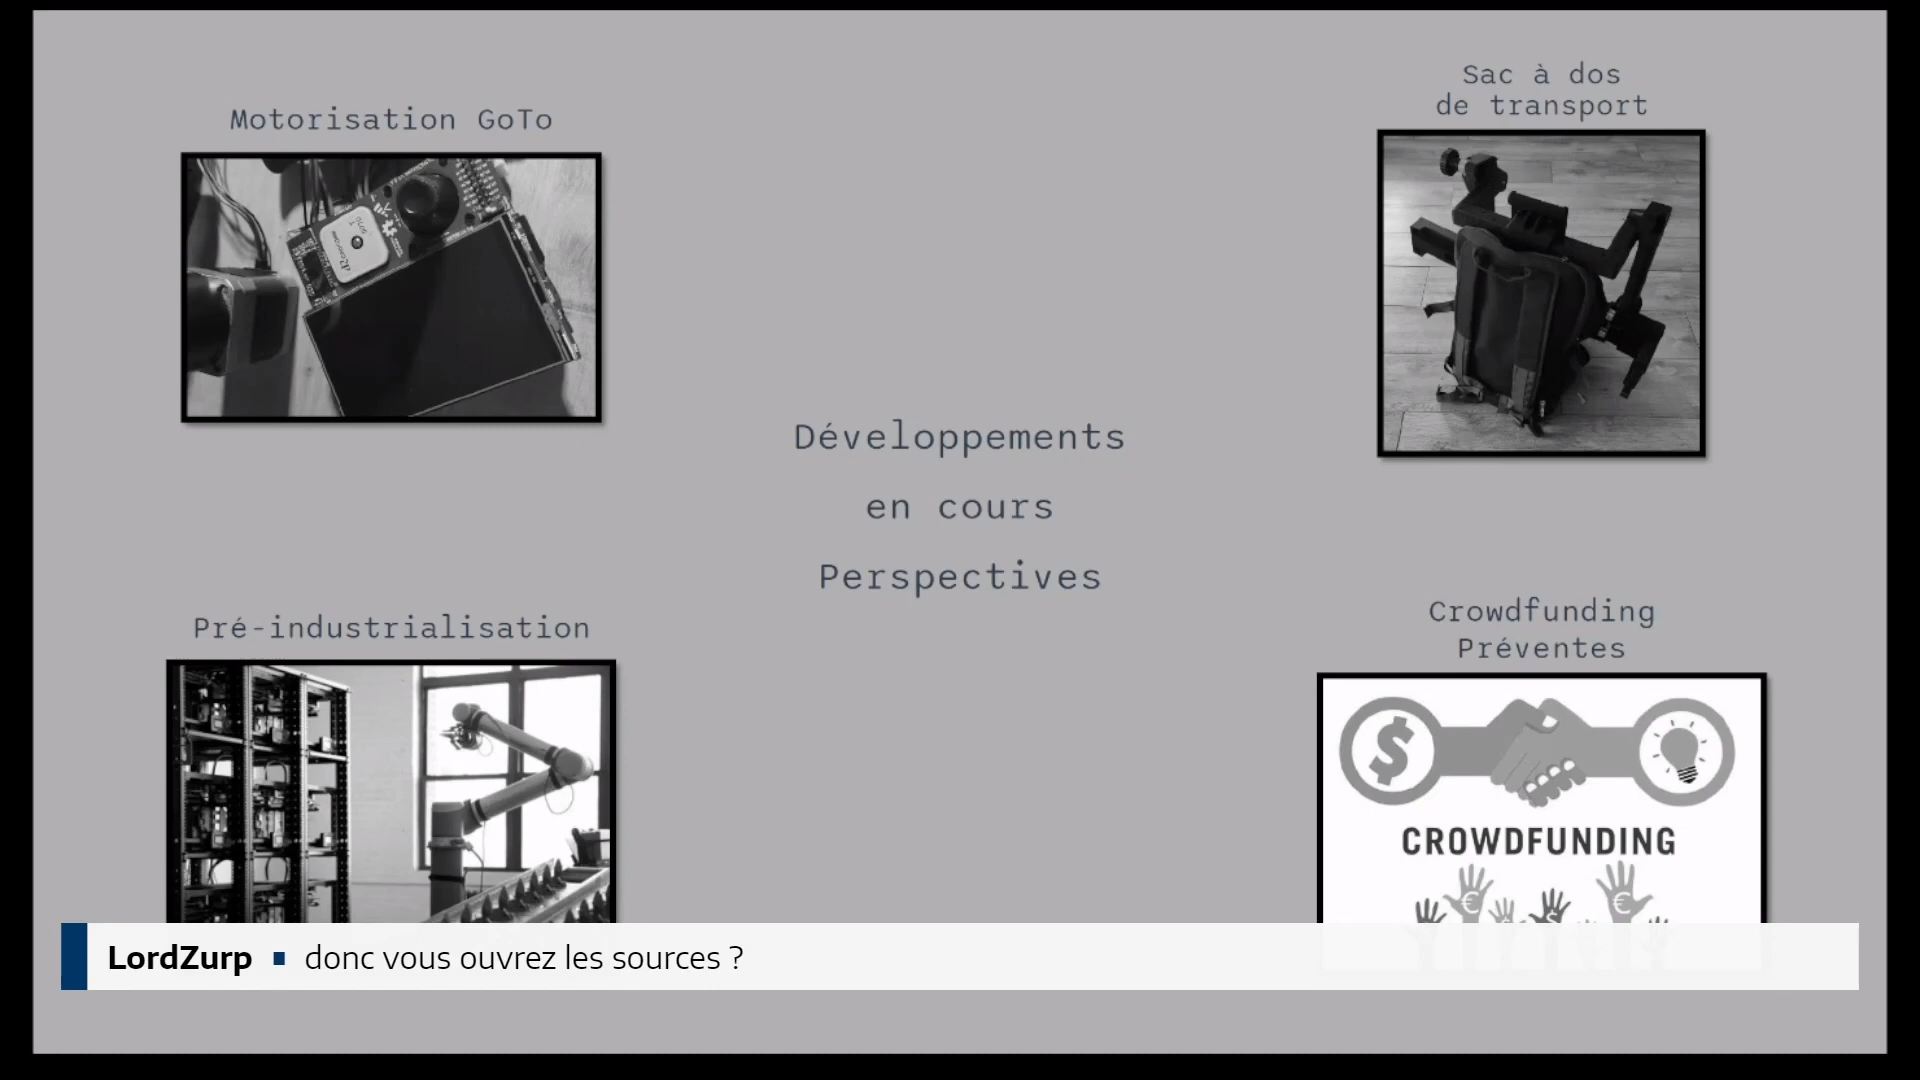 Motorisation GoTo
Sac à dos
de transport
Développements
en cours
Perspectives
Pré-industrialisation
Crowdfunding
Préventes
CROWDFUNDING
LordZurp ▪ donc vous ouvrez les sources ?